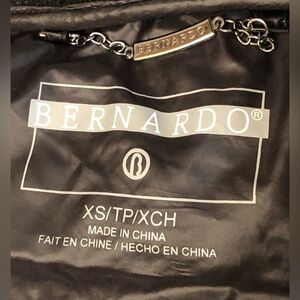 BERNARDO
BERNARDO®
B
XS/TP/XCH
MADE IN CHINA
FAIT EN CHINE / HECHO EN CHINA